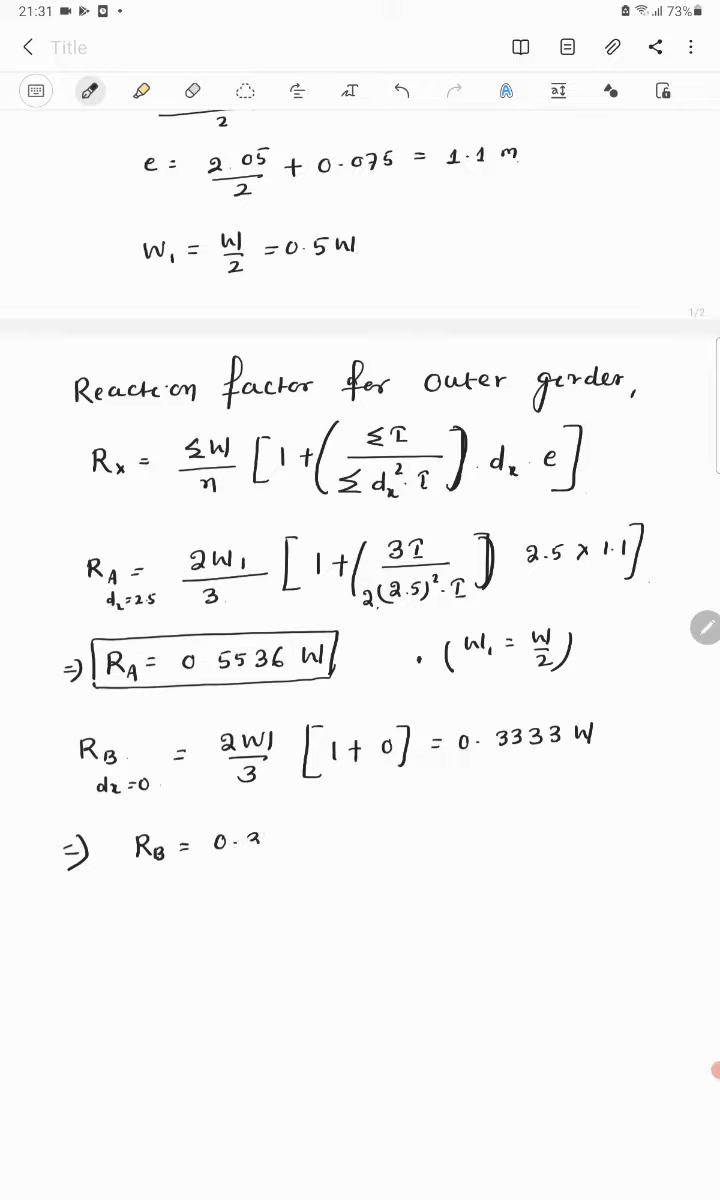 21:31 73%
Title
2
e = 2.05/2 + 0.075 = 1.1 m
W₁ = W/2 = 0.5 W
1/2
Reaction factor for outer girder,
Rₓ = ΣW/n [1 + (ΣI/Σdₓ²·I) · dₓ e]
R_A = 2W₁/3 [1 + (3I/2(2.5)²·I) 2.5 × 1.1]
dₓ=2.5
⇒ R_A = 0 5536 W . (W₁ = W/2)
R_B = 2W1/3 [1 + 0] = 0.3333 W
dₓ=0
⇒ R_B = 0.3